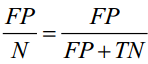 FP/N = FP/(FP + TN)